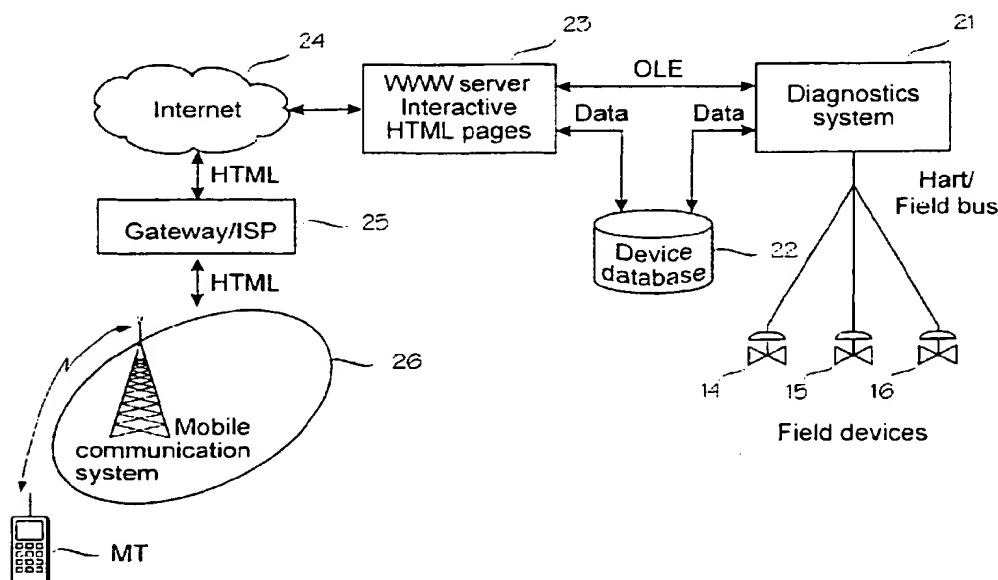 24
Internet
23
WWW server
Interactive
HTML pages
OLE
Data
Data
21
Diagnostics
system
HTML
Gateway/ISP
25
HTML
Device
database
22
Hart/
Field bus
26
Mobile
communication
system
14
15
16
Field devices
MT